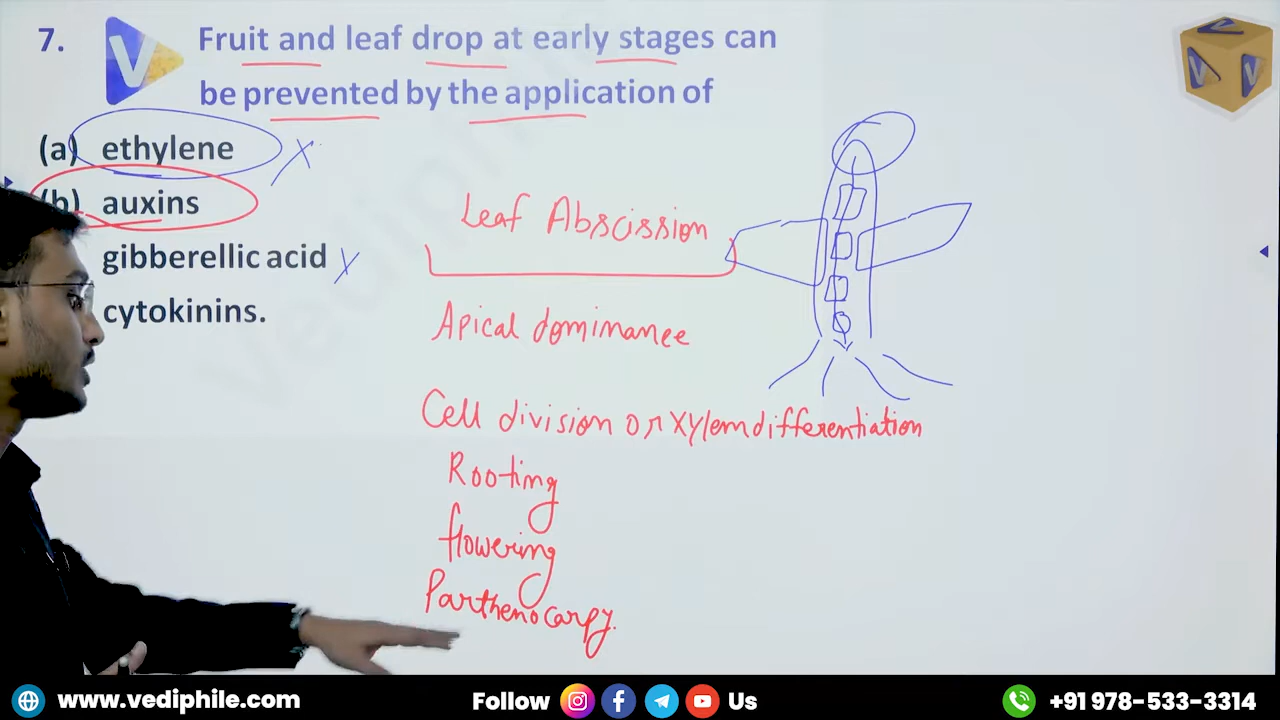 7. Fruit and leaf drop at early stages can
be prevented by the application of
(a) ethylene X
(b) auxins
gibberellic acid X
cytokinins.
Leaf Abscission
Apical dominance
Cell division or xylem differentiation
Rooting
flowering
Parthenocarpy.
www.vediphile.com Follow Us +91 978-533-3314